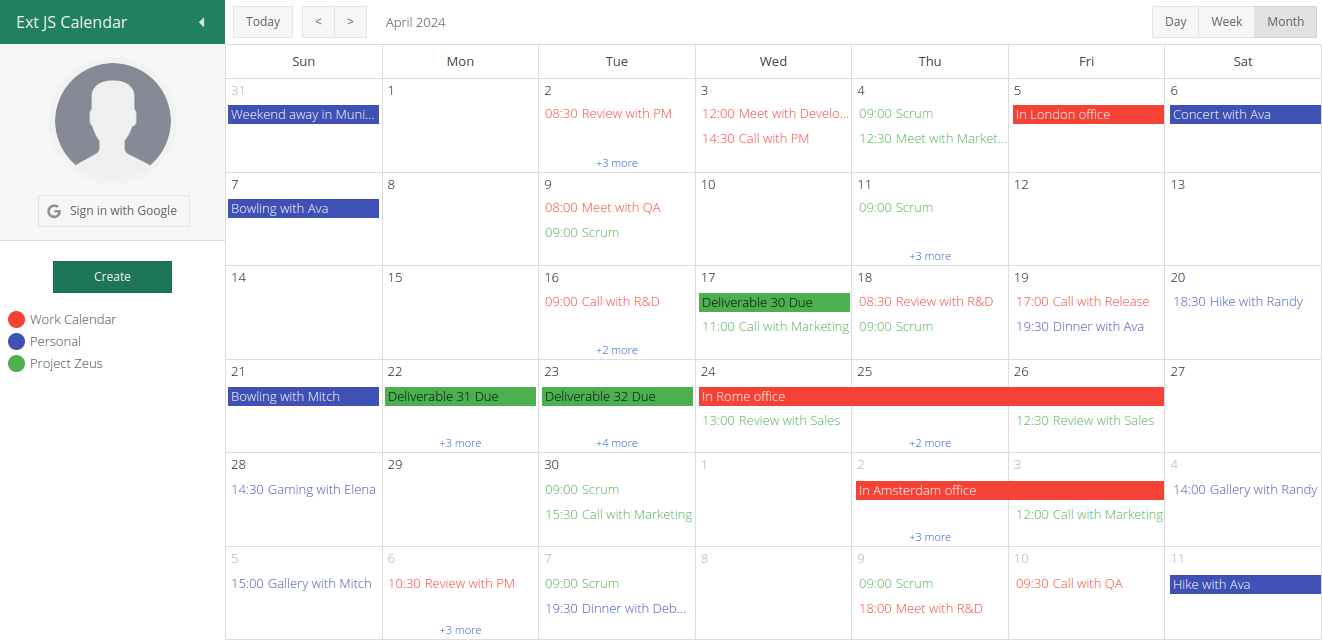 Ext JS Calendar
Sign in with Google
Create
Work Calendar
Personal
Project Zeus
Today < > April 2024 Day Week Month
Sun Mon Tue Wed Thu Fri Sat
31 1 2 3 4 5 6
Weekend away in Muni... 08:30 Review with PM 12:00 Meet with Develo... 09:00 Scrum In London office Concert with Ava
14:30 Call with PM 12:30 Meet with Market...
+3 more
7 8 9 10 11 12 13
Bowling with Ava 08:00 Meet with QA 09:00 Scrum
09:00 Scrum
+3 more
14 15 16 17 18 19 20
09:00 Call with R&D Deliverable 30 Due 08:30 Review with R&D 17:00 Call with Release 18:30 Hike with Randy
11:00 Call with Marketing 09:00 Scrum 19:30 Dinner with Ava
+2 more
21 22 23 24 25 26 27
Bowling with Mitch Deliverable 31 Due Deliverable 32 Due In Rome office
13:00 Review with Sales 12:30 Review with Sales
+3 more +4 more +2 more
28 29 30 1 2 3 4
14:30 Gaming with Elena 09:00 Scrum In Amsterdam office 14:00 Gallery with Randy
15:30 Call with Marketing 12:00 Call with Marketing
+3 more
5 6 7 8 9 10 11
15:00 Gallery with Mitch 10:30 Review with PM 09:00 Scrum 09:00 Scrum 09:30 Call with QA Hike with Ava
19:30 Dinner with Deb... 18:00 Meet with R&D
+3 more